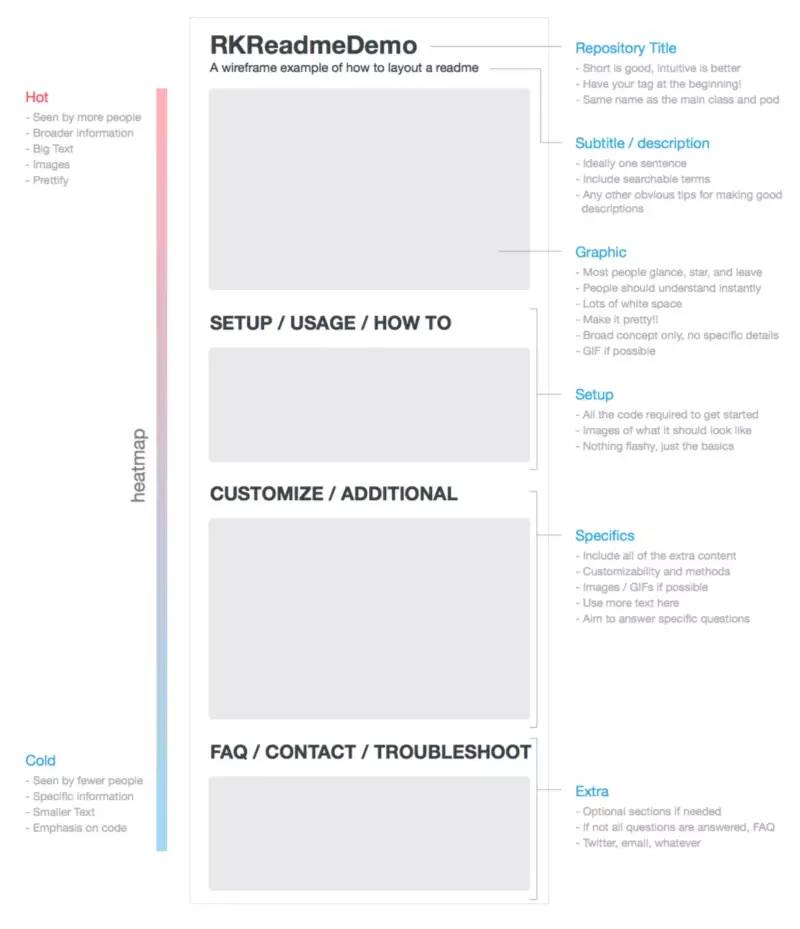 RKReadmeDemo
A wireframe example of how to layout a readme
Hot
- Seen by more people
- Broader information
- Big Text
- Images
- Prettify
heatmap
Cold
- Seen by fewer people
- Specific information
- Smaller Text
- Emphasis on code
SETUP / USAGE / HOW TO
CUSTOMIZE / ADDITIONAL
FAQ / CONTACT / TROUBLESHOOT
Repository Title
- Short is good, intuitive is better
- Have your tag at the beginning!
- Same name as the main class and pod
Subtitle / description
- Ideally one sentence
- Include searchable terms
- Any other obvious tips for making good
descriptions
Graphic
- Most people glance, star, and leave
- People should understand instantly
- Lots of white space
- Make it pretty!!
- Broad concept only, no specific details
- GIF if possible
Setup
- All the code required to get started
- Images of what it should look like
- Nothing flashy, just the basics
Specifics
- Include all of the extra content
- Customizability and methods
- Images / GIFs if possible
- Use more text here
- Aim to answer specific questions
Extra
- Optional sections if needed
- If not all questions are answered, FAQ
- Twitter, email, whatever